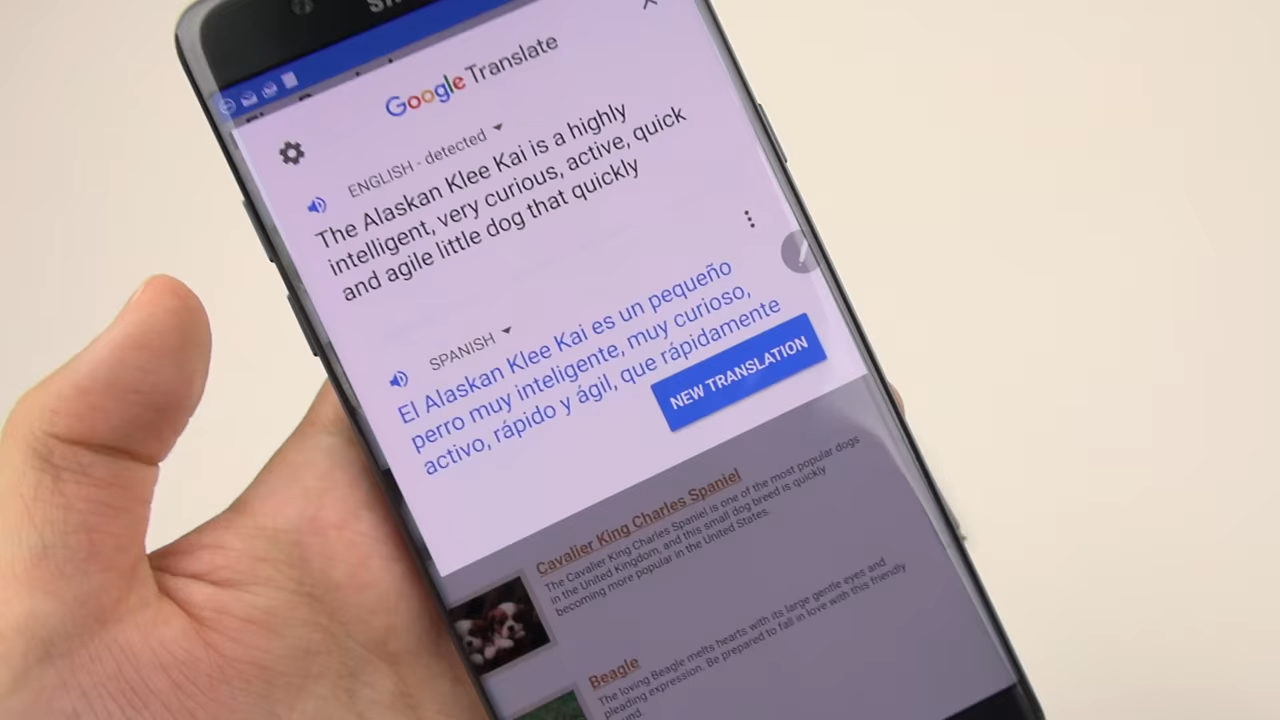 Google Translate
ENGLISH - detected
The Alaskan Klee Kai is a highly
intelligent, very curious, active, quick
and agile little dog that quickly
SPANISH
El Alaskan Klee Kai es un pequeño
perro muy inteligente, muy curioso,
activo, rápido y ágil, que rápidamente
NEW TRANSLATION
Cavalier King Charles Spaniel
The Cavalier King Charles Spaniel is one of the most popular dogs
in the United Kingdom, and this small dog breed is quickly
becoming more popular in the United States.
Beagle
The loving Beagle melts hearts with its large gentle eyes and
pleading expression. Be prepared to fall in love with this friendly